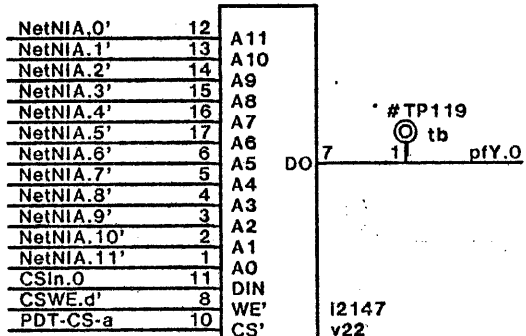 NetNIA,0' 12 A11
NetNIA.1' 13 A10
NetNIA.2' 14 A9
NetNIA.3' 15 A8
NetNIA.4' 16 A7
NetNIA.5' 17 A6
NetNIA.6' 6 A5
NetNIA.7' 5 A4
NetNIA.8' 4 A3
NetNIA.9' 3 A2
NetNIA.10' 2 A1
NetNIA.11' 1 A0
CSIn.0 11 DIN
CSWE.d' 8 WE'
PDT-CS-a 10 CS'
DO 7 1 pfY.0
#TP119
tb
I2147
y22